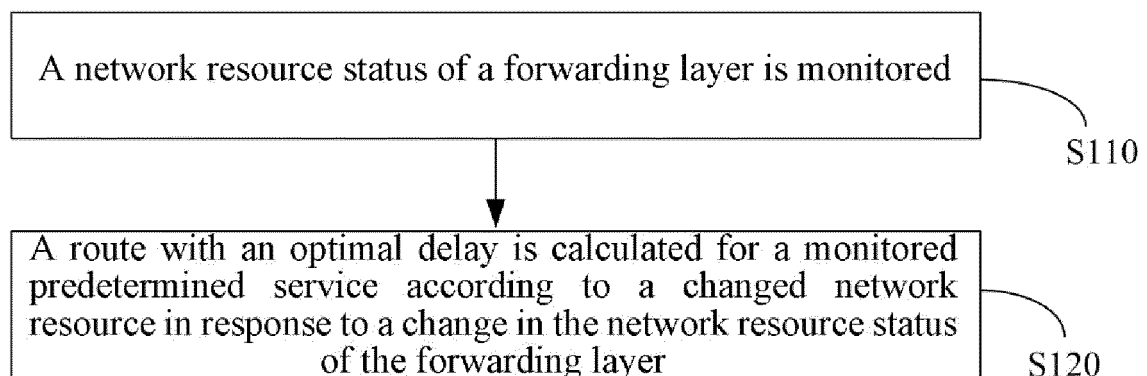 A network resource status of a forwarding layer is monitored
S110
A route with an optimal delay is calculated for a monitored
predetermined service according to a changed network
resource in response to a change in the network resource status
of the forwarding layer
S120